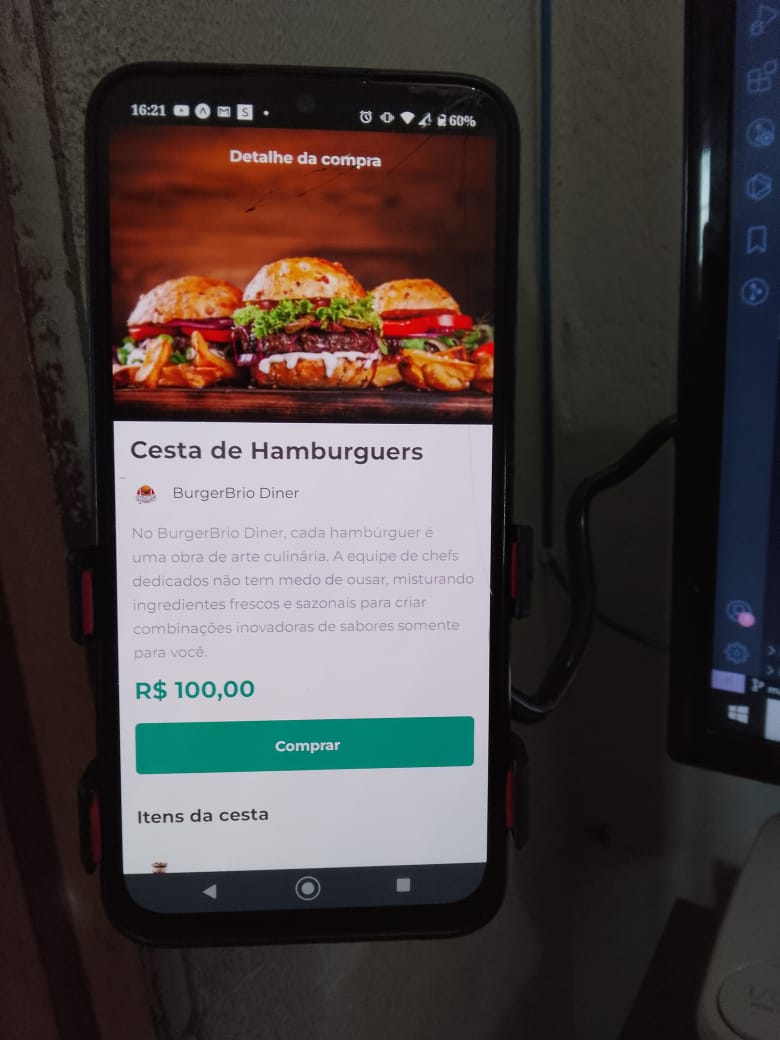 16:21
60%
Detalhe da compra
Cesta de Hamburguers
BurgerBrio Diner
No BurgerBrio Diner, cada hambúrguer é
uma obra de arte culinária. A equipe de chefs
dedicados não tem medo de ousar, misturando
ingredientes frescos e sazonais para criar
combinações inovadoras de sabores somente
para você.
R$ 100,00
Comprar
Itens da cesta